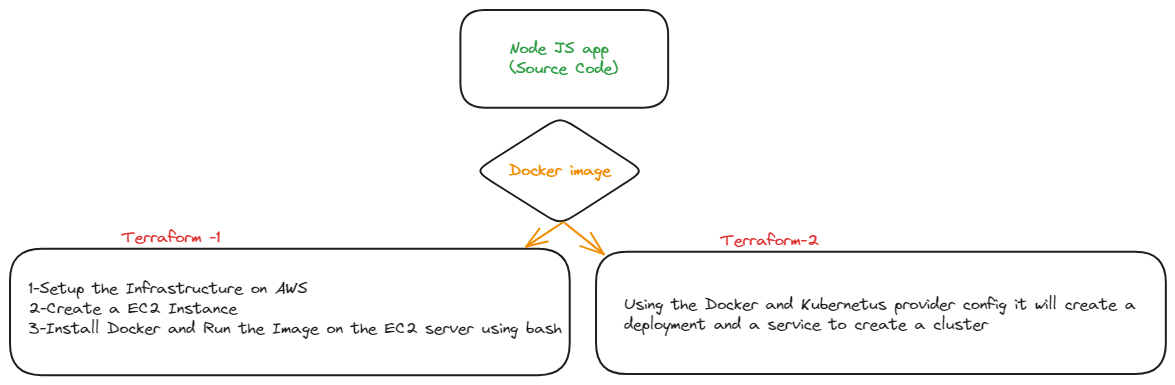 Node JS app
(Source Code)
Docker image
Terraform -1
1-Setup the Infrastructure on AWS
2-Create a EC2 Instance
3-Install Docker and Run the Image on the EC2 server using bash
Terraform-2
Using the Docker and Kubernetus provider config it will create a
deployment and a service to create a cluster